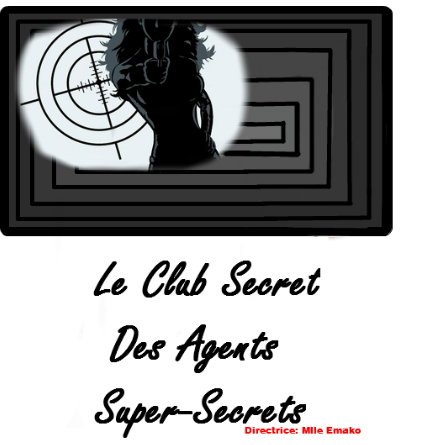 Le Club Secret
Des Agents
Super-Secrets
Directrice: Mlle Emako